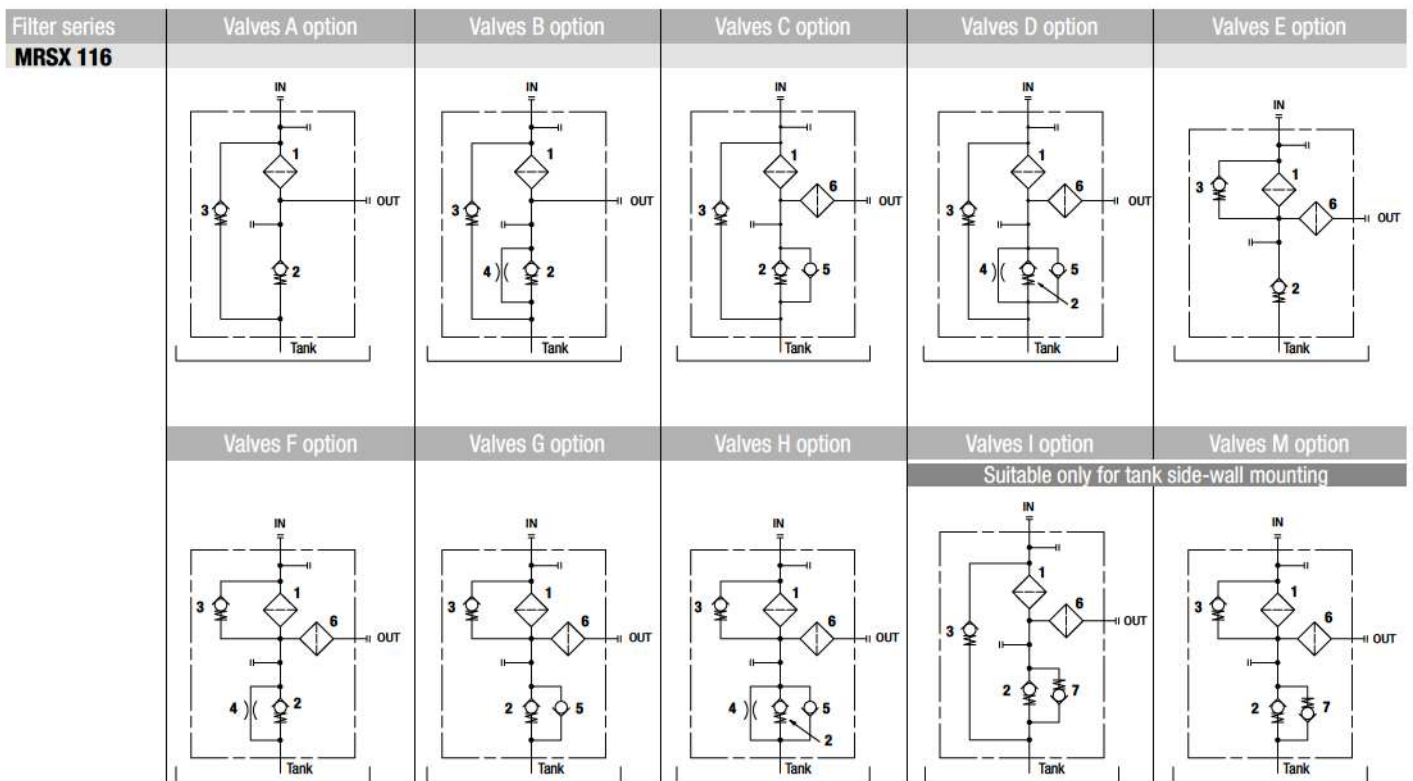 Filter series Valves A option Valves B option Valves C option Valves D option Valves E option
MRSX 116
IN IN IN IN IN
1 1 1 1 1
3 3 3 3 3
6 6 6
OUT OUT OUT OUT OUT
2 4 2 2 5 4 5 2
2
Tank Tank Tank Tank Tank
Valves F option Valves G option Valves H option Valves I option Valves M option
Suitable only for tank side-wall mounting
IN IN IN IN IN
1 1 1 1 1
3 3 3 3 3
6 6 6 6 6
OUT OUT OUT OUT OUT
4 2 2 5 4 5 2 7 2 7
2
Tank Tank Tank Tank Tank